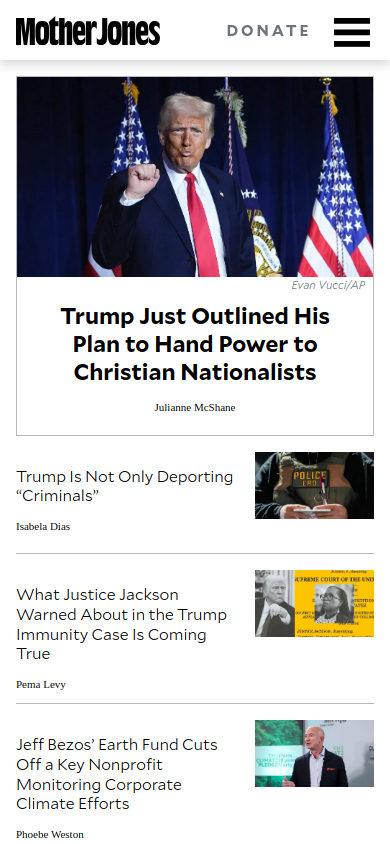 Mother Jones
DONATE
Evan Vucci/AP
Trump Just Outlined His
Plan to Hand Power to
Christian Nationalists
Julianne McShane
Trump Is Not Only Deporting
“Criminals”
Isabela Dias
POLICE
ERO
What Justice Jackson
Warned About in the Trump
Immunity Case Is Coming
True
Pema Levy
SUPREME COURT OF THE UNI
Jeff Bezos’ Earth Fund Cuts
Off a Key Nonprofit
Monitoring Corporate
Climate Efforts
Phoebe Weston